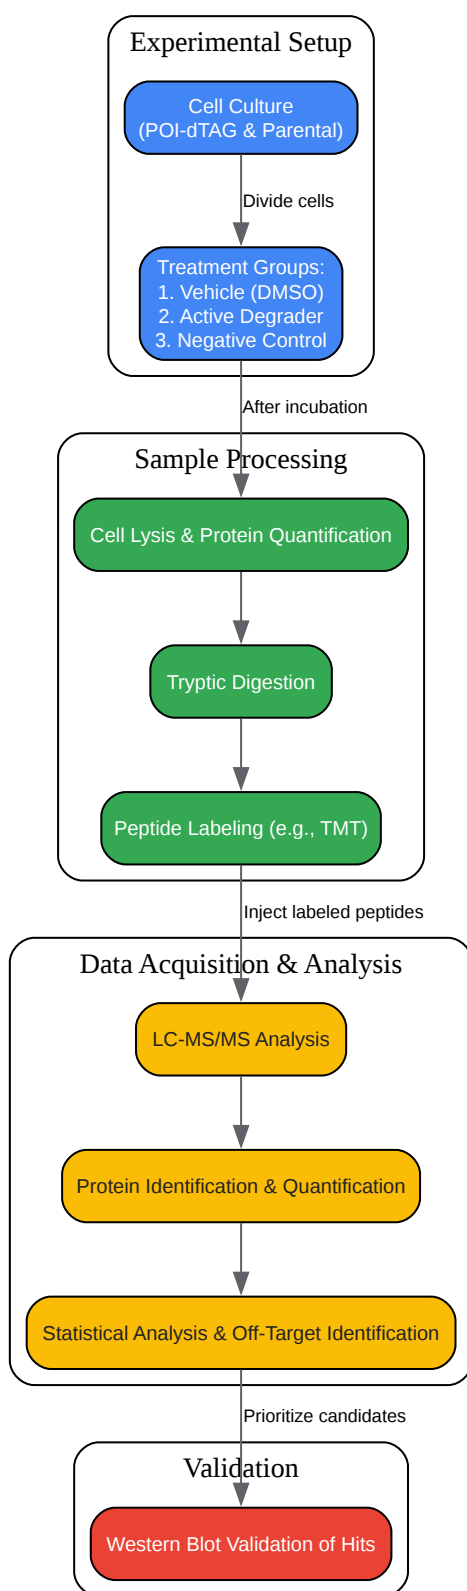 Experimental Setup
Cell Culture
(POI-dTAG & Parental)
Divide cells
Treatment Groups:
1. Vehicle (DMSO)
2. Active Degrader
3. Negative Control
After incubation
Sample Processing
Cell Lysis & Protein Quantification
Tryptic Digestion
Peptide Labeling (e.g., TMT)
Inject labeled peptides
Data Acquisition & Analysis
LC-MS/MS Analysis
Protein Identification & Quantification
Statistical Analysis & Off-Target Identification
Prioritize candidates
Validation
Western Blot Validation of Hits